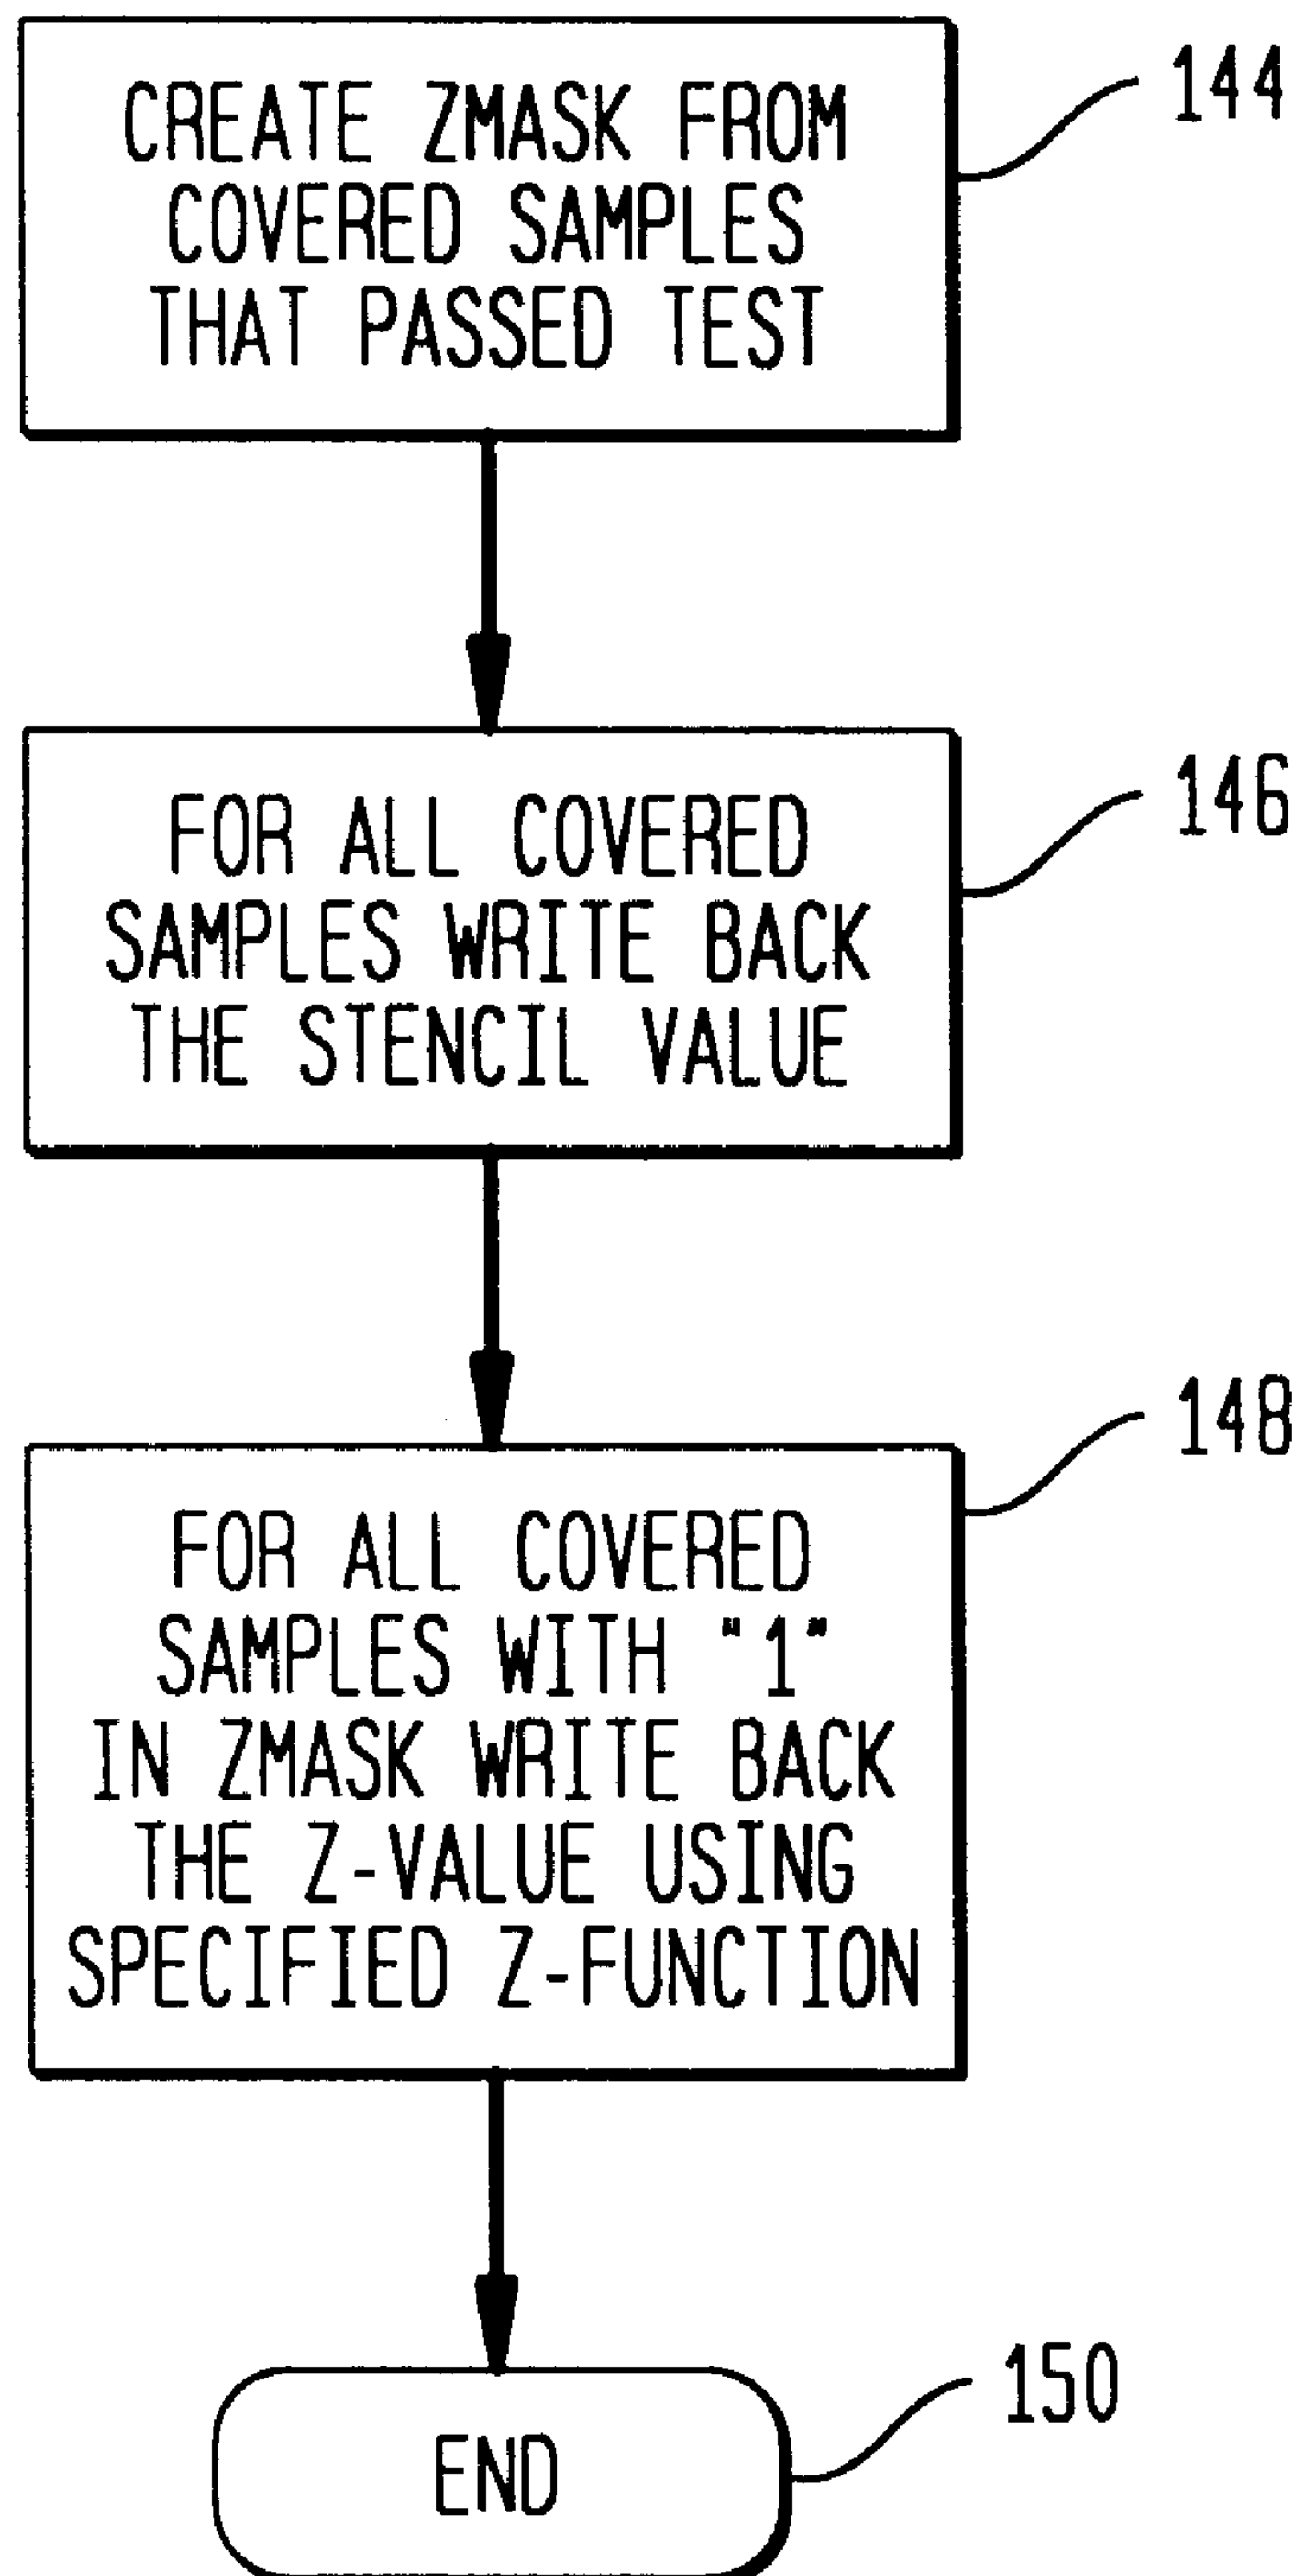 CREATE ZMASK FROM
COVERED SAMPLES
THAT PASSED TEST
144
FOR ALL COVERED
SAMPLES WRITE BACK
THE STENCIL VALUE
146
FOR ALL COVERED
SAMPLES WITH "1"
IN ZMASK WRITE BACK
THE Z-VALUE USING
SPECIFIED Z-FUNCTION
148
END
150